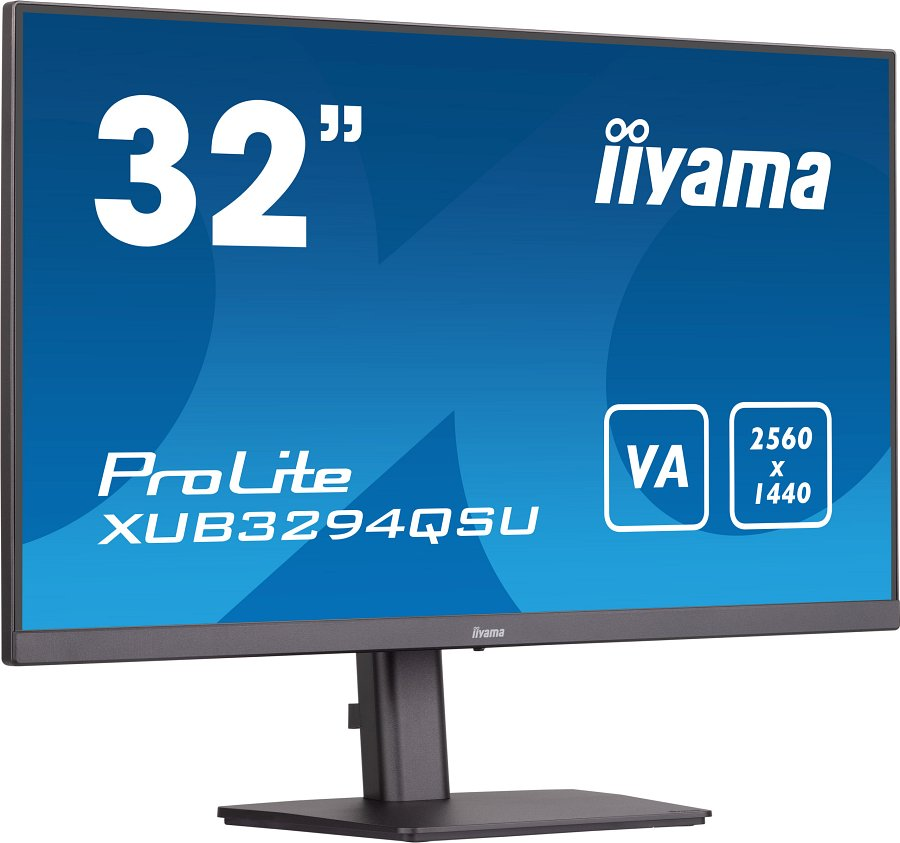 32”
iiyama
ProLite
XUB3294QSU
VA
2560
x
1440
iiyama